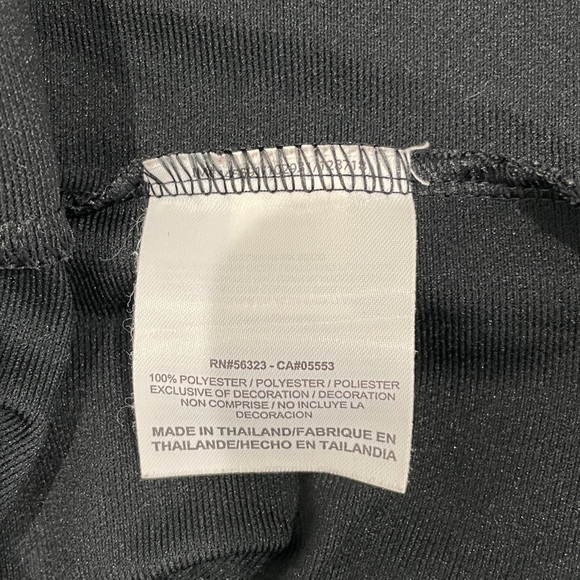 RN#56323 - CA#05553
100% POLYESTER / POLYESTER / POLIESTER
EXCLUSIVE OF DECORATION / DECORATION
NON COMPRISE / NO INCLUYE LA
DECORACION
MADE IN THAILAND/FABRIQUE EN
THAILANDE/HECHO EN TAILANDIA